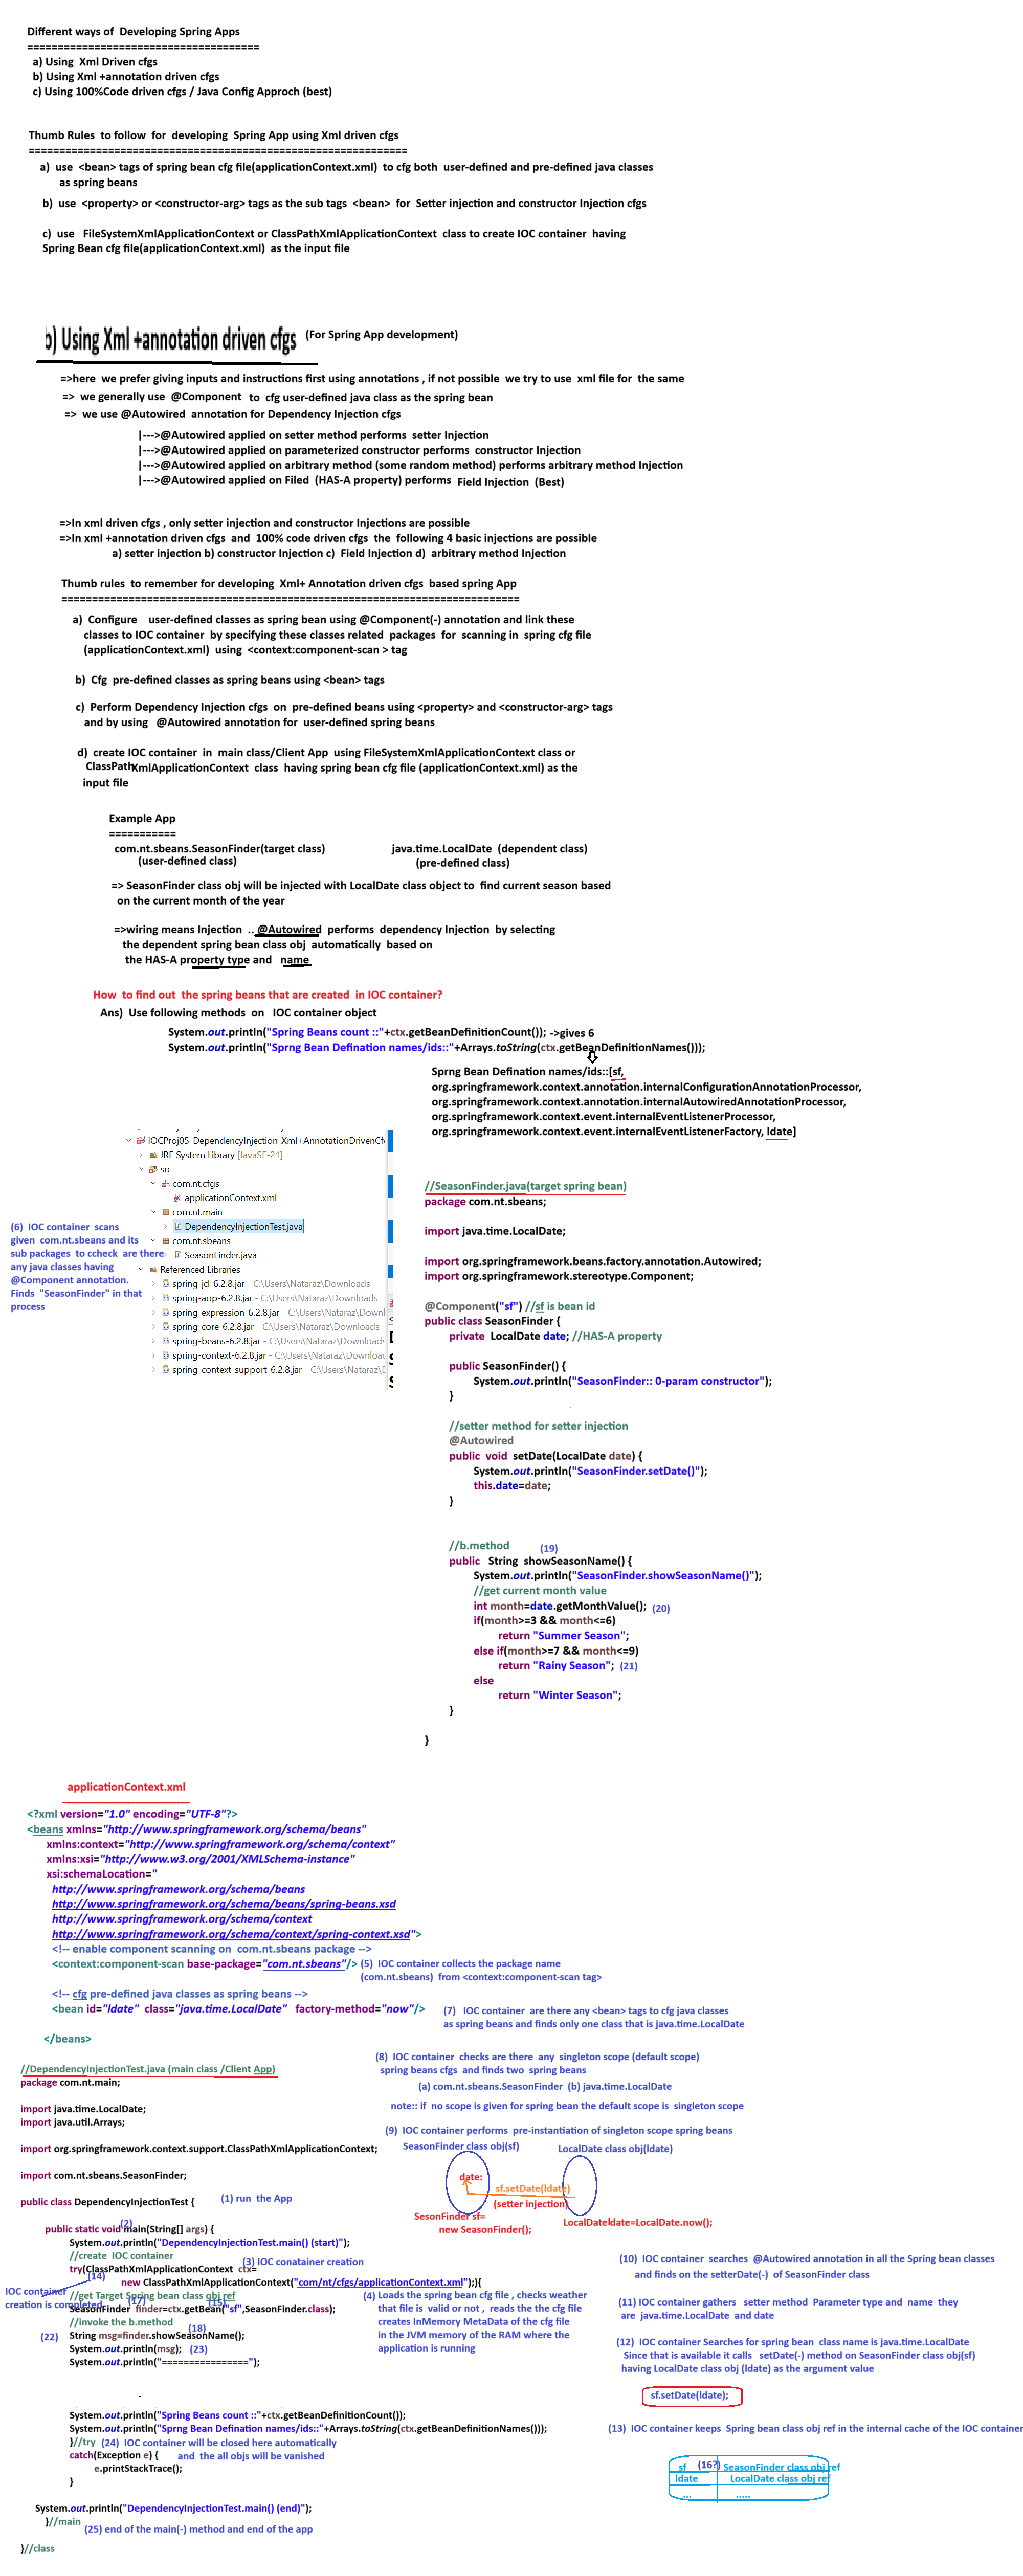 Different ways of  Developing Spring Apps
======================================
a) Using  Xml Driven cfgs
b) Using Xml +annotation driven cfgs
c) Using 100%Code driven cfgs / Java Config Approch (best)
Thumb Rules  to follow  for  developing  Spring App using Xml driven cfgs
==============================================================
a)  use  <bean> tags of spring bean cfg file(applicationContext.xml)  to cfg both  user-defined and pre-defined java classes
as spring beans
b)  use  <property> or <constructor-arg> tags as the sub tags  <bean>  for  Setter injection and constructor Injection cfgs
c)  use   FileSystemXmlApplicationContext or ClassPathXmlApplicationContext  class to create IOC container  having
Spring Bean cfg file(applicationContext.xml)  as the input file
b) Using Xml +annotation driven cfgs   (For Spring App development)
=>here  we prefer giving inputs and instructions first using annotations , if not possible  we try to use  xml file for  the same
=>  we generally use  @Component  to  cfg user-defined java class as the spring bean
=>  we use @Autowired  annotation for Dependency Injection cfgs
|--->@Autowired applied on setter method performs  setter Injection
|--->@Autowired applied on parameterized constructor performs  constructor Injection
|--->@Autowired applied on arbitrary method (some random method) performs arbitrary method Injection
|--->@Autowired applied on Filed  (HAS-A property) performs  Field Injection  (Best)
=>In xml driven cfgs , only setter injection and constructor Injections are possible
=>In xml +annotation driven cfgs  and  100% code driven cfgs  the  following 4 basic injections are possible
a) setter injection b) constructor Injection c)  Field Injection d)  arbitrary method Injection
Thumb rules  to remember for developing  Xml+ Annotation driven cfgs  based spring App
===========================================================================
a)  Configure    user-defined classes as spring bean using @Component(-) annotation and link these
classes to IOC container  by specifying these classes related  packages  for  scanning in  spring cfg file
(applicationContext.xml)  using  <context:component-scan > tag
b)  Cfg  pre-defined classes as spring beans using <bean> tags
c)  Perform Dependency Injection cfgs  on  pre-defined beans using <property> and <constructor-arg> tags
and by using   @Autowired annotation for  user-defined spring beans
d)  create IOC container  in  main class/Client App  using FileSystemXmlApplicationContext class or
ClassPathXmlApplicationContext  class  having spring bean cfg file (applicationContext.xml) as the
input file
Example App
===========
com.nt.sbeans.SeasonFinder(target class)    java.time.LocalDate  (dependent class)
(user-defined class)    (pre-defined class)
=> SeasonFinder class obj will be injected with LocalDate class object to  find current season based
on the current month of the year
=>wiring means Injection  .. @Autowired  performs  dependency Injection  by selecting
the dependent spring bean class obj  automatically  based on
the HAS-A property type and   name
How  to find out  the spring beans that are created  in IOC container?
Ans)  Use following methods  on   IOC container object
System.out.println("Spring Beans count ::"+ctx.getBeanDefinitionCount());  ->gives 6
System.out.println("Sprng Bean Defination names/ids::"+Arrays.toString(ctx.getBeanDefinitionNames()));
Sprng Bean Defination names/ids::[sf,
org.springframework.context.annotation.internalConfigurationAnnotationProcessor,
org.springframework.context.annotation.internalAutowiredAnnotationProcessor,
org.springframework.context.event.internalEventListenerProcessor,
org.springframework.context.event.internalEventListenerFactory, ldate]
IOCProj05-DependencyInjection-Xml+AnnotationDrivenCf
JRE System Library [JavaSE-21]
src
com.nt.cfgs
applicationContext.xml
com.nt.main
DependencyInjectionTest.java
com.nt.sbeans
SeasonFinder.java
Referenced Libraries
spring-jcl-6.2.8.jar - C:\Users\Nataraz\Downloads
spring-aop-6.2.8.jar - C:\Users\Nataraz\Downloads
spring-expression-6.2.8.jar - C:\Users\Nataraz\Downl
spring-core-6.2.8.jar - C:\Users\Nataraz\Downloads
spring-beans-6.2.8.jar - C:\Users\Nataraz\Download
spring-context-6.2.8.jar - C:\Users\Nataraz\Downloa
spring-context-support-6.2.8.jar - C:\Users\Nataraz\
(6)  IOC container  scans
given  com.nt.sbeans and its
sub packages  to ccheck  are there
any java classes having
@Component annotation.
Finds  "SeasonFinder" in that
process
//SeasonFinder.java(target spring bean)
package com.nt.sbeans;
import java.time.LocalDate;
import org.springframework.beans.factory.annotation.Autowired;
import org.springframework.stereotype.Component;
@Component("sf") //sf is bean id
public class SeasonFinder {
private  LocalDate date; //HAS-A property
public SeasonFinder() {
System.out.println("SeasonFinder:: 0-param constructor");
}
//setter method for setter injection
@Autowired
public  void  setDate(LocalDate date) {
System.out.println("SeasonFinder.setDate()");
this.date=date;
}
//b.method    (19)
public   String  showSeasonName() {
System.out.println("SeasonFinder.showSeasonName()");
//get current month value
int month=date.getMonthValue();  (20)
if(month>=3 && month<=6)
return "Summer Season";
else if(month>=7 && month<=9)
return "Rainy Season";  (21)
else
return "Winter Season";
}
}
applicationContext.xml
<?xml version="1.0" encoding="UTF-8"?>
<beans xmlns="http://www.springframework.org/schema/beans"
xmlns:context="http://www.springframework.org/schema/context"
xmlns:xsi="http://www.w3.org/2001/XMLSchema-instance"
xsi:schemaLocation="
http://www.springframework.org/schema/beans
http://www.springframework.org/schema/beans/spring-beans.xsd
http://www.springframework.org/schema/context
http://www.springframework.org/schema/context/spring-context.xsd">
<!-- enable component scanning on  com.nt.sbeans package -->
<context:component-scan base-package="com.nt.sbeans"/>  (5)  IOC container collects the package name
(com.nt.sbeans)  from <context:component-scan tag>
<!-- cfg pre-defined java classes as spring beans -->
<bean id="ldate"  class="java.time.LocalDate"   factory-method="now"/>
</beans>
(7)   IOC container  are there any <bean> tags to cfg java classes
as spring beans and finds only one class that is java.time.LocalDate
(8)  IOC container  checks are there  any  singleton scope (default scope)
spring beans cfgs  and finds two  spring beans
(a) com.nt.sbeans.SeasonFinder  (b) java.time.LocalDate
note:: if  no scope is given for spring bean the default scope is  singleton scope
(9)  IOC container performs  pre-instantiation of singleton scope spring beans
SeasonFinder class obj(sf)    LocalDate class obj(ldate)
date:
sf.setDate(ldate)
(setter injection)
SesonFinder sf=
new SeasonFinder();
LocalDateldate=LocalDate.now();
//DependencyInjectionTest.java (main class /Client App)
package com.nt.main;
import java.time.LocalDate;
import java.util.Arrays;
import org.springframework.context.support.ClassPathXmlApplicationContext;
import com.nt.sbeans.SeasonFinder;
public class DependencyInjectionTest {    (1) run  the App
(2)
public static void main(String[] args) {
System.out.println("DependencyInjectionTest.main() (start)");
//create  IOC container
try(ClassPathXmlApplicationContext  ctx=    (3) IOC conatainer creation
(14)
new ClassPathXmlApplicationContext("com/nt/cfgs/applicationContext.xml");{
IOC container
creation is completed
//get Target Spring bean class obj ref
(17)    (15)
SeasonFinder  finder=ctx.getBean("sf",SeasonFinder.class);
//invoke the b.method
(18)
(22)  String msg=finder.showSeasonName();
System.out.println(msg);  (23)
System.out.println("================");
(4)  Loads the spring bean cfg file , checks weather
that file is  valid or not ,  reads the the cfg file
creates InMemory MetaData of the cfg file
in the JVM memory of the RAM where the
application is running
System.out.println("Spring Beans count ::"+ctx.getBeanDefinitionCount());
System.out.println("Sprng Bean Defination names/ids::"+Arrays.toString(ctx.getBeanDefinitionNames()));
}//try  (24)  IOC container will be closed here automatically
and  the all objs will be vanished
catch(Exception e) {
e.printStackTrace();
}
System.out.println("DependencyInjectionTest.main() (end)");
}//main
(25) end of the main(-) method and end of the app
}//class
(10)  IOC container  searches  @Autowired annotation in all the Spring bean classes
and finds on the setterDate(-)  of SeasonFinder class
(11) IOC container gathers   setter method  Parameter type and  name  they
are  java.time.LocalDate  and date
(12)  IOC container Searches for spring bean  class name is java.time.LocalDate
Since that is available it calls   setDate(-) method on SeasonFinder class obj(sf)
having LocalDate class obj (ldate) as the argument value
sf.setDate(ldate);
(13)  IOC container keeps  Spring bean class obj ref in the internal cache of the IOC container
sf  (16?)  SeasonFinder class obj ref
ldate  LocalDate class obj ref
...  .....